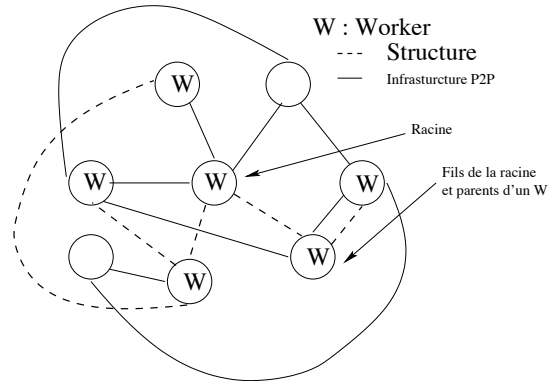 W : Worker
Structure
Infrasturcture P2P
W
Racine
Fils de la racine
et parents d'un W
W
W
W
W
W